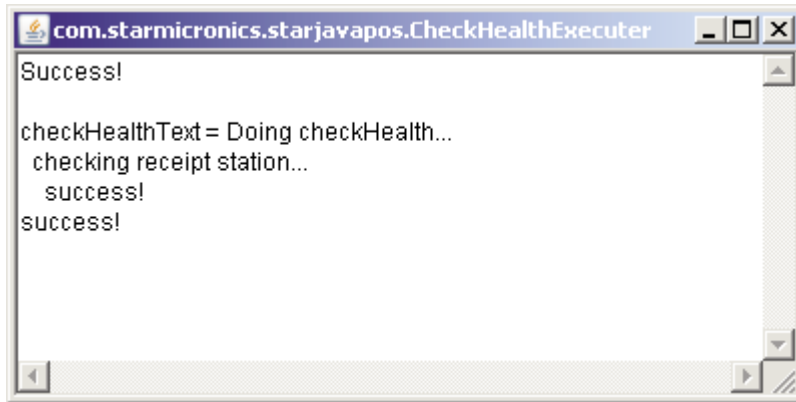 com.starmicronics.starjavapos.CheckHealthExecuter
Success!
checkHealthText = Doing checkHealth...
checking receipt station...
success!
success!